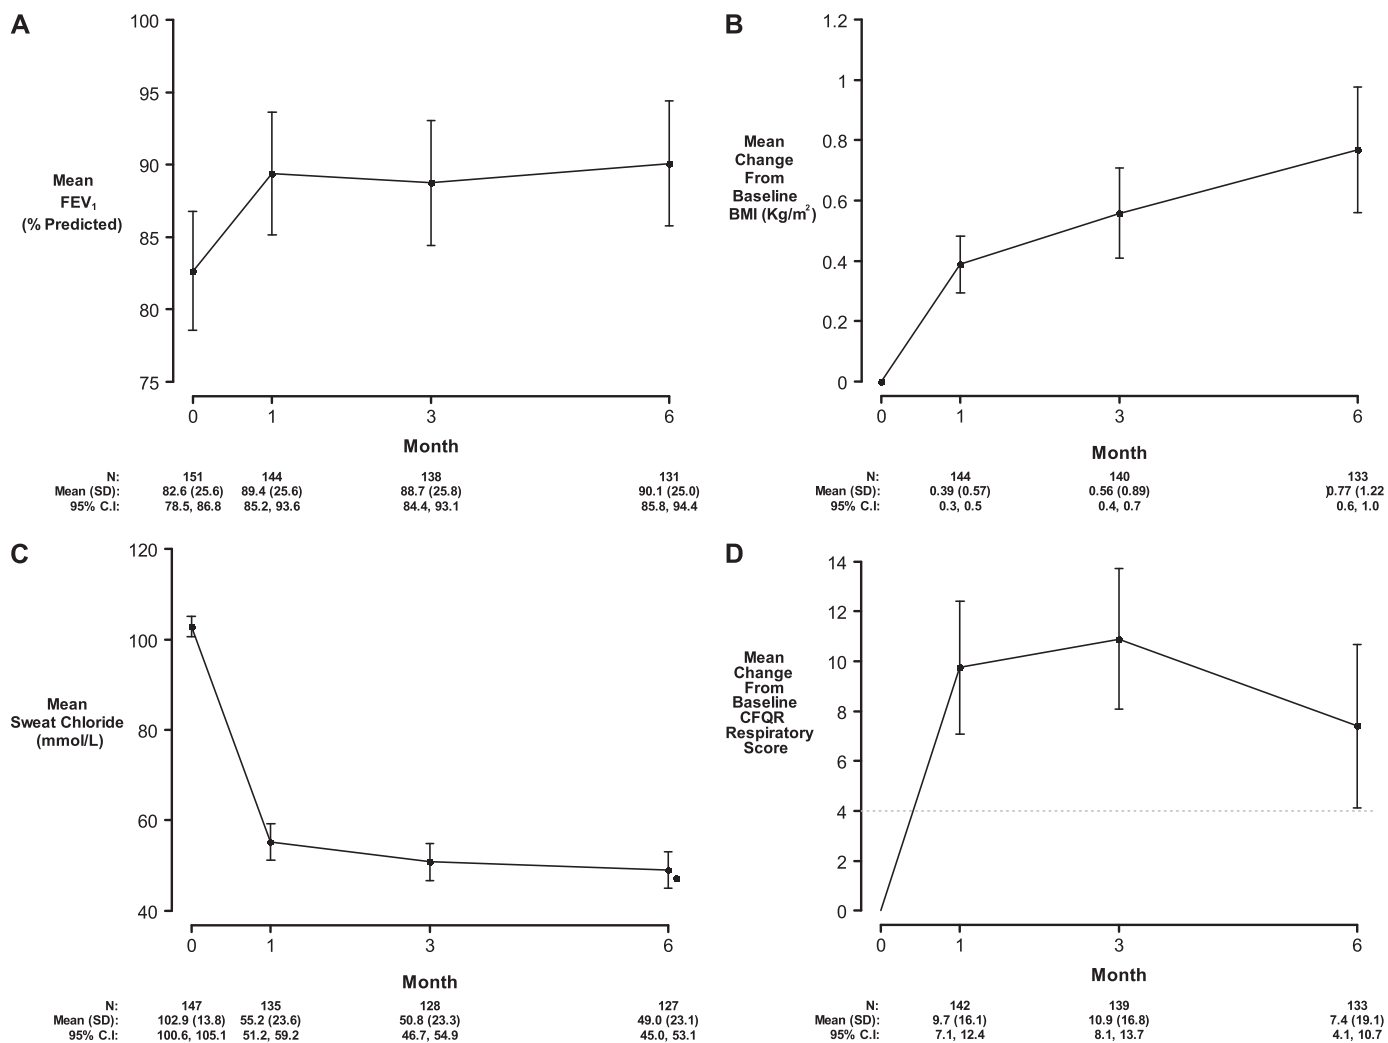 A
100
95
90
85
80
75
Mean
FEV1
(% Predicted)
0 1 3 6
Month
N: 151 144 138 131
Mean (SD): 82.6 (25.6) 89.4 (25.6) 88.7 (25.8) 90.1 (25.0)
95% C.I: 78.5, 86.8 85.2, 93.6 84.4, 93.1 85.8, 94.4
B
1.2
1
0.8
0.6
0.4
0.2
0
Mean
Change
From
Baseline
BMI (Kg/m²)
0 1 3 6
Month
N: 144 140 133
Mean (SD): 0.39 (0.57) 0.56 (0.89) )0.77 (1.22
95% C.I: 0.3, 0.5 0.4, 0.7 0.6, 1.0
C
120
100
80
60
40
Mean
Sweat Chloride
(mmol/L)
0 1 3 6
Month
N: 147 135 128 127
Mean (SD): 102.9 (13.8) 55.2 (23.6) 50.8 (23.3) 49.0 (23.1)
95% C.I: 100.6, 105.1 51.2, 59.2 46.7, 54.9 45.0, 53.1
D
14
12
10
8
6
4
2
0
Mean
Change
From
Baseline
CFQR
Respiratory
Score
0 1 3 6
Month
N: 142 139 133
Mean (SD): 9.7 (16.1) 10.9 (16.8) 7.4 (19.1)
95% C.I: 7.1, 12.4 8.1, 13.7 4.1, 10.7